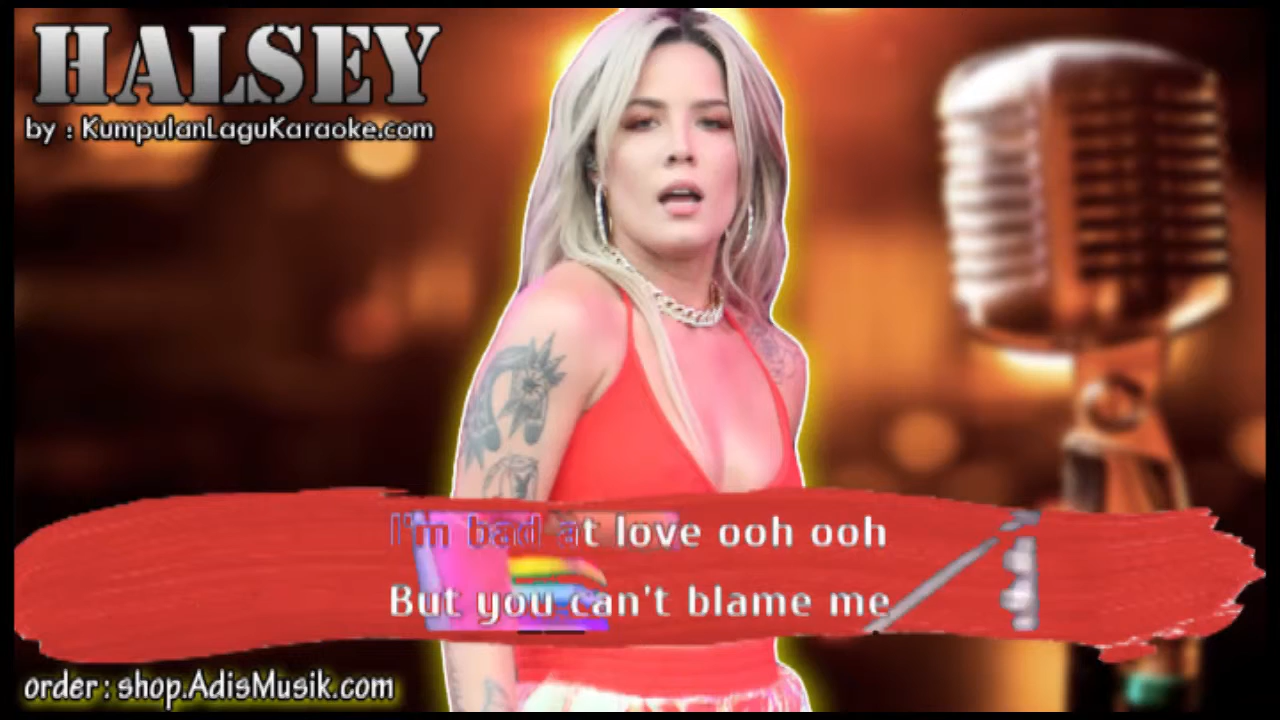 HALSEY
by : KumpulanLaguKaraoke.com
I'm bad at love ooh ooh
But you can't blame me
order : shop.AdisMusik.com